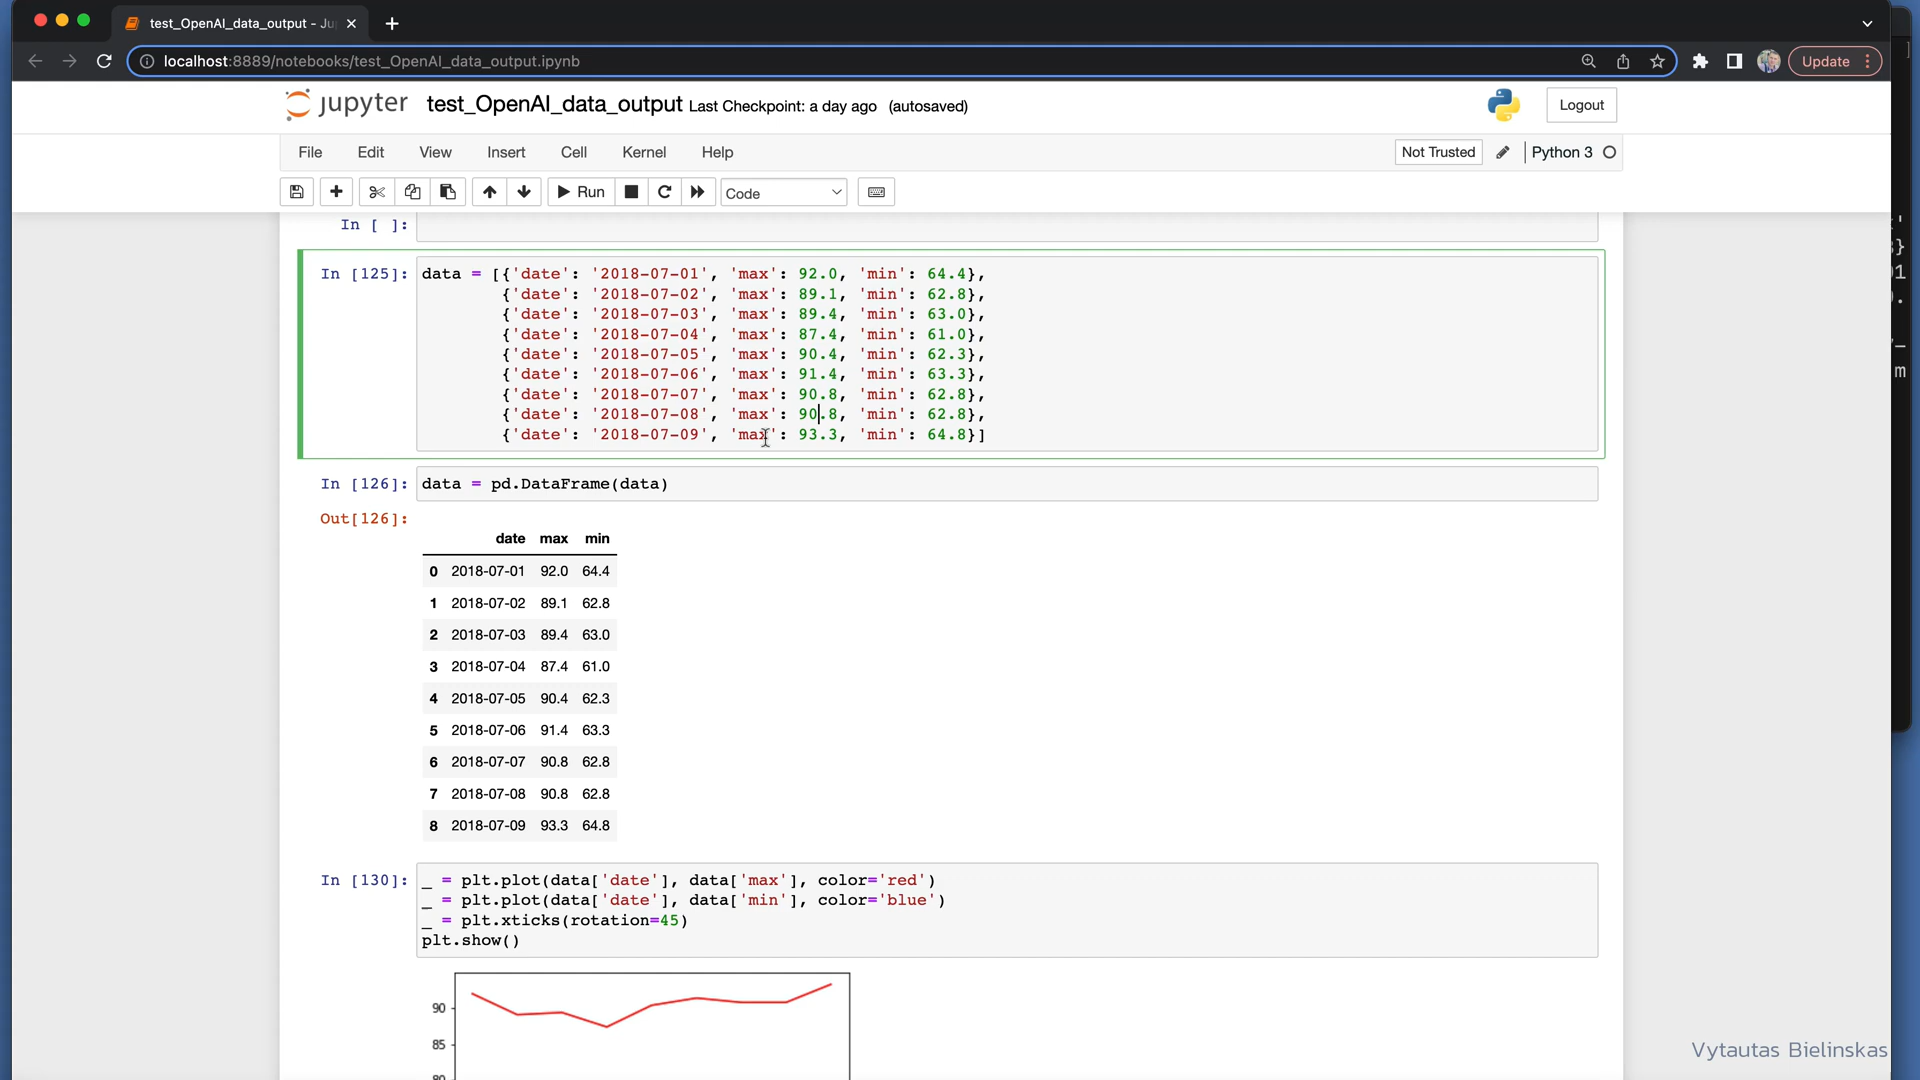 test_OpenAI_data_output - Ju
localhost:8889/notebooks/test_OpenAI_data_output.ipynb
Update
jupyter test_OpenAI_data_output Last Checkpoint: a day ago (autosaved)
Logout
File Edit View Insert Cell Kernel Help
Not Trusted
Python 3
Run
Code
In [ ]:
In [125]: data = [{'date': '2018-07-01', 'max': 92.0, 'min': 64.4},
{'date': '2018-07-02', 'max': 89.1, 'min': 62.8},
{'date': '2018-07-03', 'max': 89.4, 'min': 63.0},
{'date': '2018-07-04', 'max': 87.4, 'min': 61.0},
{'date': '2018-07-05', 'max': 90.4, 'min': 62.3},
{'date': '2018-07-06', 'max': 91.4, 'min': 63.3},
{'date': '2018-07-07', 'max': 90.8, 'min': 62.8},
{'date': '2018-07-08', 'max': 90.8, 'min': 62.8},
{'date': '2018-07-09', 'max': 93.3, 'min': 64.8}]
In [126]: data = pd.DataFrame(data)
Out[126]:
date max min
0 2018-07-01 92.0 64.4
1 2018-07-02 89.1 62.8
2 2018-07-03 89.4 63.0
3 2018-07-04 87.4 61.0
4 2018-07-05 90.4 62.3
5 2018-07-06 91.4 63.3
6 2018-07-07 90.8 62.8
7 2018-07-08 90.8 62.8
8 2018-07-09 93.3 64.8
In [130]: _ = plt.plot(data['date'], data['max'], color='red')
_ = plt.plot(data['date'], data['min'], color='blue')
_ = plt.xticks(rotation=45)
plt.show()
90
85
Vytautas Bielinskas